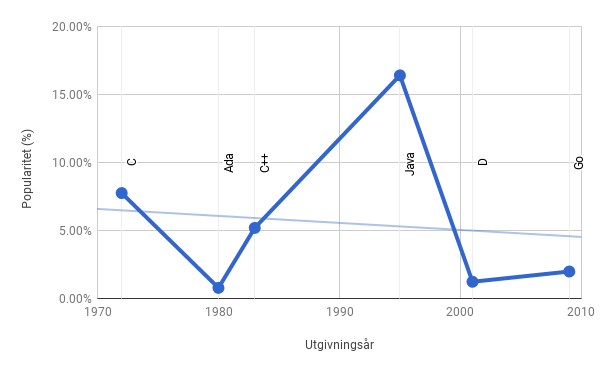 20.00%
15.00%
10.00%
5.00%
0.00%
Popularitet (%)
C
Ada
C++
Java
D
Go
1970
1980
1990
2000
2010
Utgivningsår